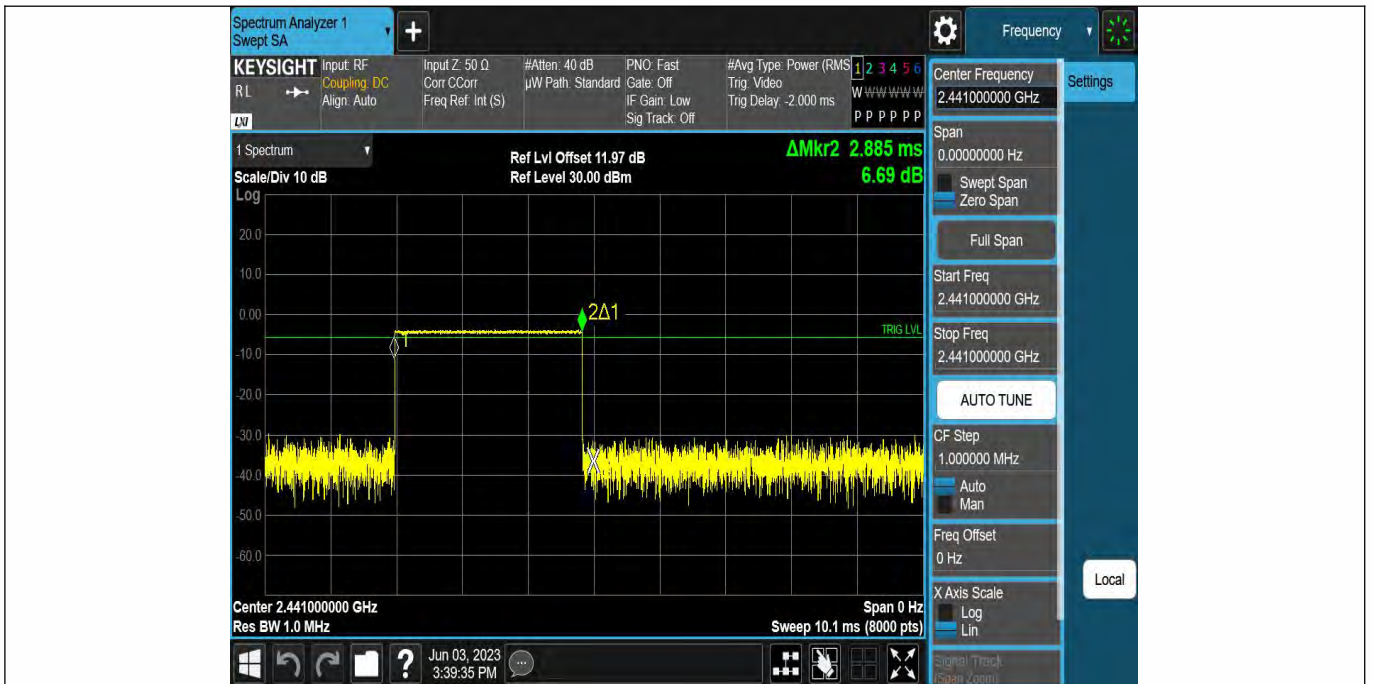 Spectrum Analyzer 1
Swept SA
Frequency
KEYSIGHT
RL
LXI
Input: RF
Coupling: DC
Align: Auto
Input Z: 50 Ω
Corr CCorr
Freq Ref: Int (S)
#Atten: 40 dB
µW Path: Standard
PNO: Fast
Gate: Off
IF Gain: Low
Sig Track: Off
#Avg Type: Power (RMS
Trig: Video
Trig Delay: -2.000 ms
1 2 3 4 5 6
W W W W W W
P P P P P P
1 Spectrum
Scale/Div 10 dB
Log
Ref Lvl Offset 11.97 dB
Ref Level 30.00 dBm
ΔMkr2 2.885 ms
6.69 dB
20.0
10.0
0.00
-10.0
-20.0
-30.0
-40.0
-50.0
-60.0
2Δ1
TRIG LVL
X
Center 2.441000000 GHz
Res BW 1.0 MHz
Span 0 Hz
Sweep 10.1 ms (8000 pts)
Jun 03, 2023
3:39:35 PM
Center Frequency
2.441000000 GHz
Span
0.00000000 Hz
Swept Span
Zero Span
Full Span
Start Freq
2.441000000 GHz
Stop Freq
2.441000000 GHz
AUTO TUNE
CF Step
1.000000 MHz
Auto
Man
Freq Offset
0 Hz
X Axis Scale
Log
Lin
Signal Track
(Span Zoom)
Settings
Local